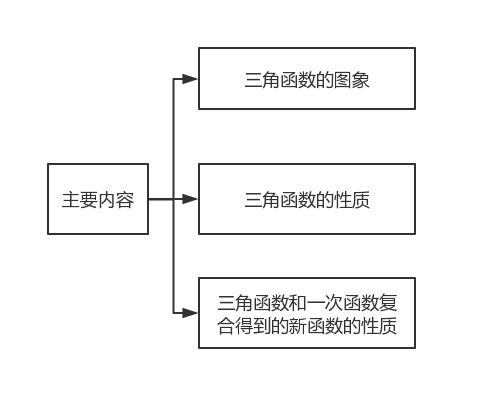 三角函数的图象
主要内容
三角函数的性质
三角函数和一次函数复
合得到的新函数的性质